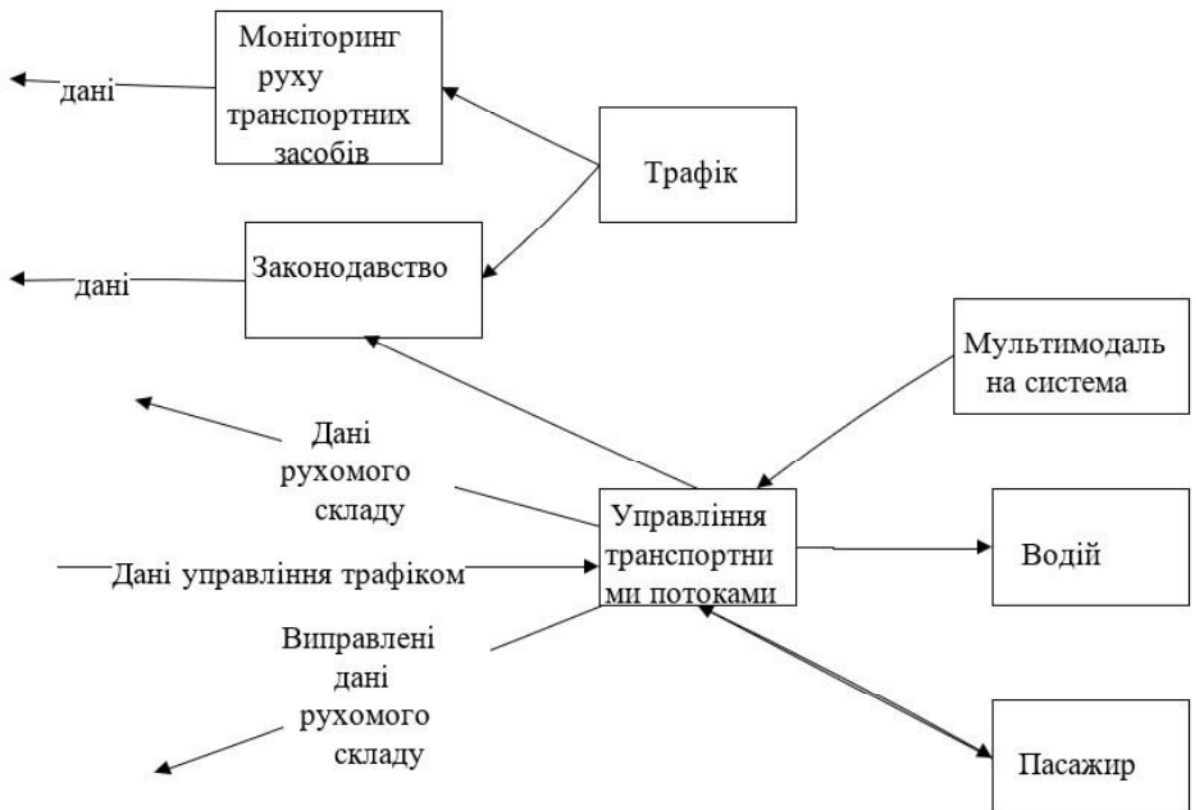 Моніторинг
руху
транспортних
засобів
дані
Трафік
Законодавство
дані
Мультимодаль
на система
Дані
рухомого
складу
Управління
транспортни
ми потоками
Водій
Дані управління трафіком
Виправлені
дані
рухомого
складу
Пасажир